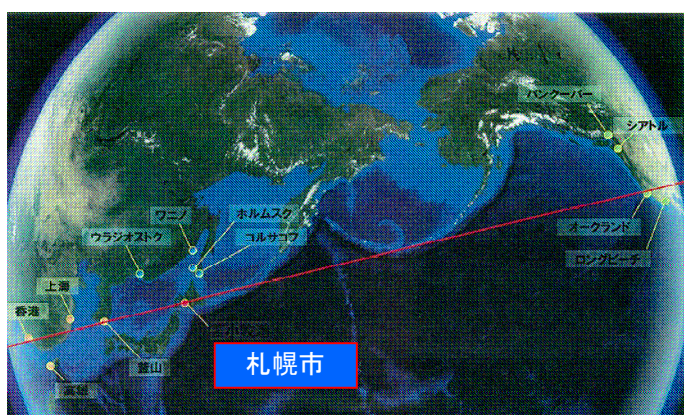 バンクーバー
シアトル
ワニノ
ホルムスク
ウラジオストク
コルサコフ
オークランド
ロングビーチ
上海
香港
釜山
高雄
札幌市